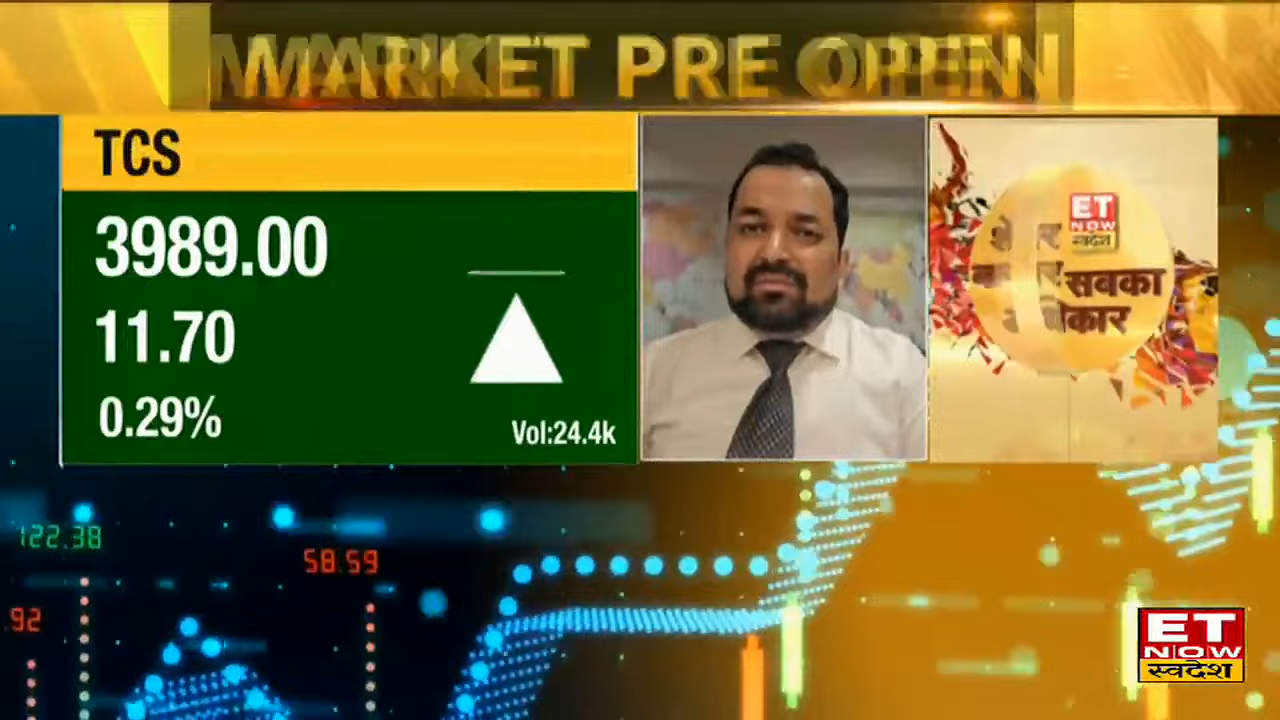 MARKET PRE OPEN
TCS
3989.00
11.70
0.29%
Vol:24.4k
ET
NOW
स्वदेश
सबका
122.38
58.59
.92
ET
NOW
स्वदेश